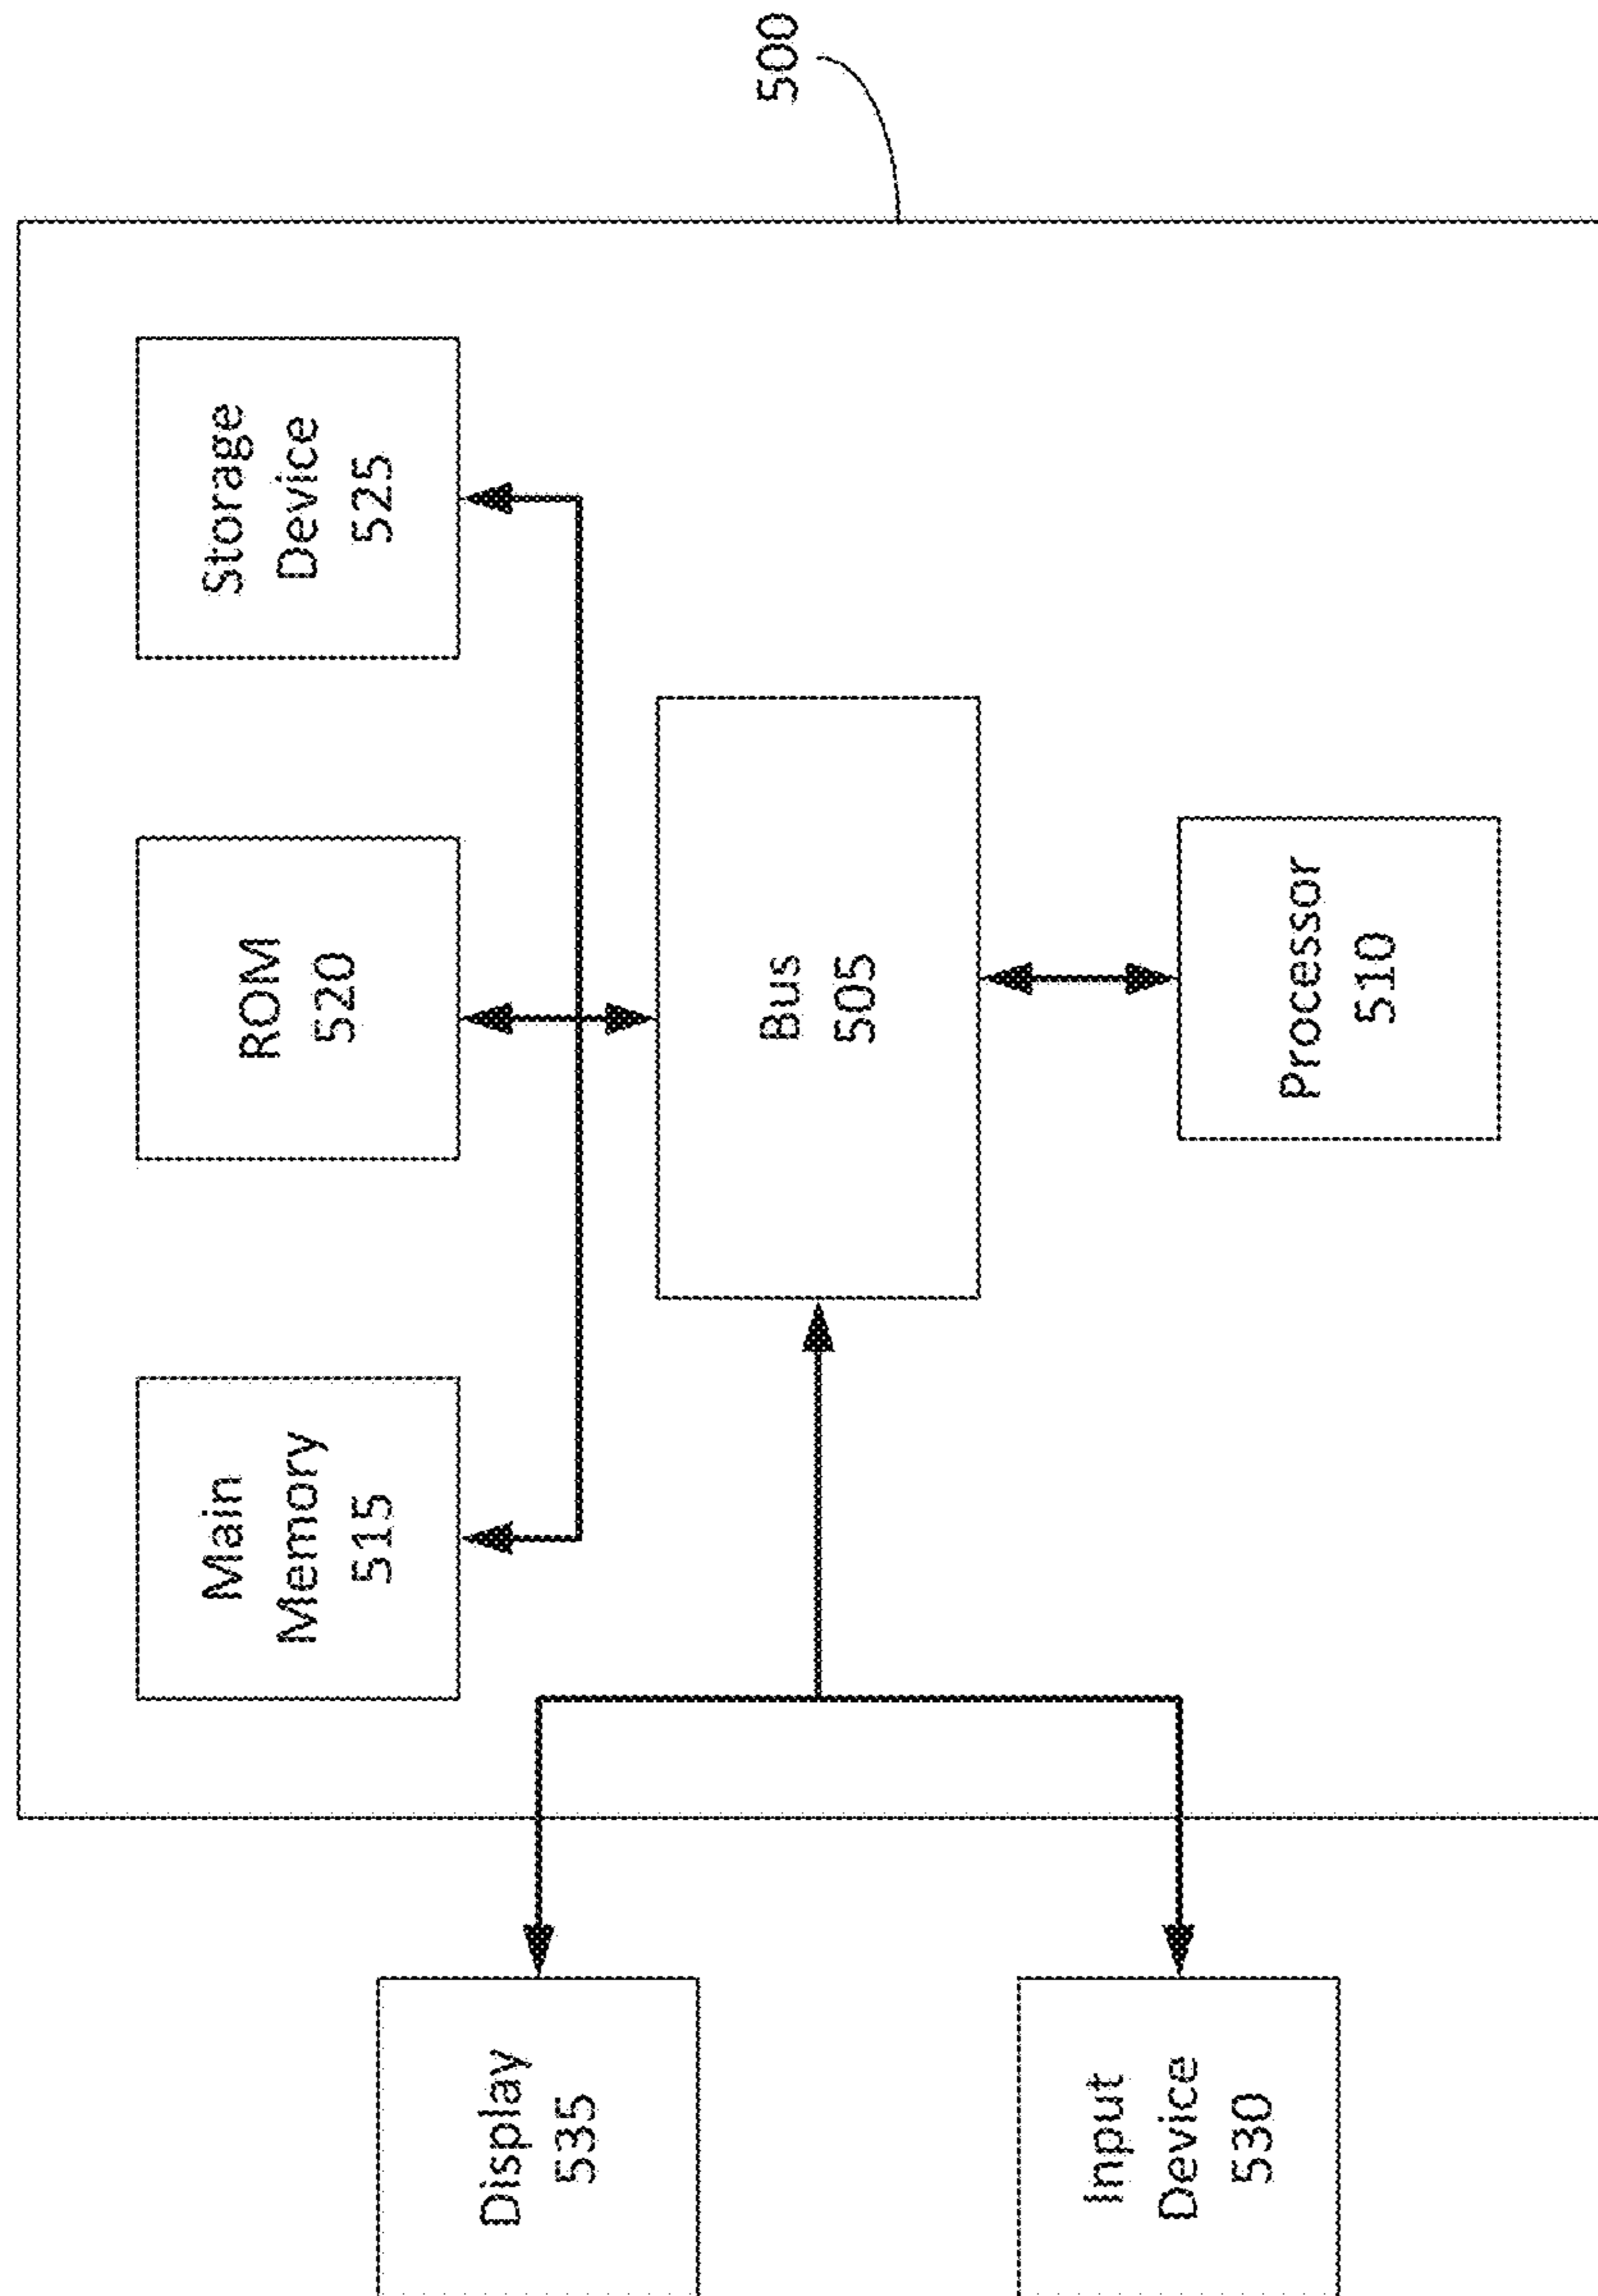 500
Main
Memory
515
ROM
520
Storage
Device
525
Display
535
Bus
505
Input
Device
530
Processor
510